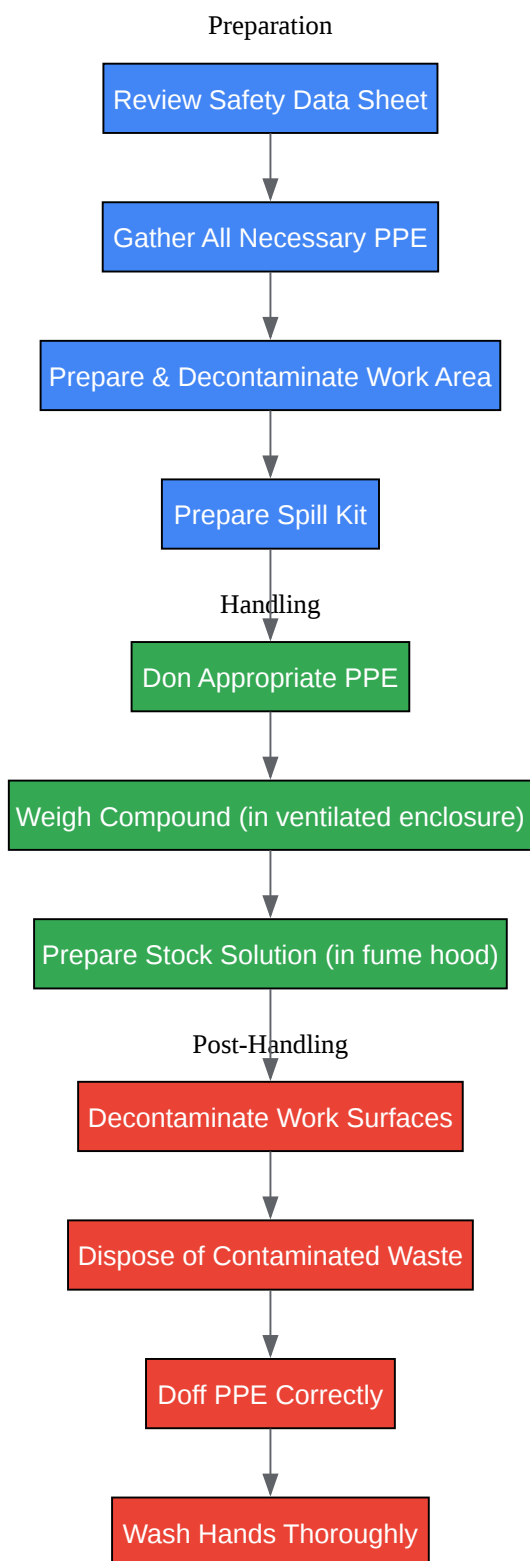 Preparation
Review Safety Data Sheet
Gather All Necessary PPE
Prepare & Decontaminate Work Area
Prepare Spill Kit
Handling
Don Appropriate PPE
Weigh Compound (in ventilated enclosure)
Prepare Stock Solution (in fume hood)
Post-Handling
Decontaminate Work Surfaces
Dispose of Contaminated Waste
Doff PPE Correctly
Wash Hands Thoroughly